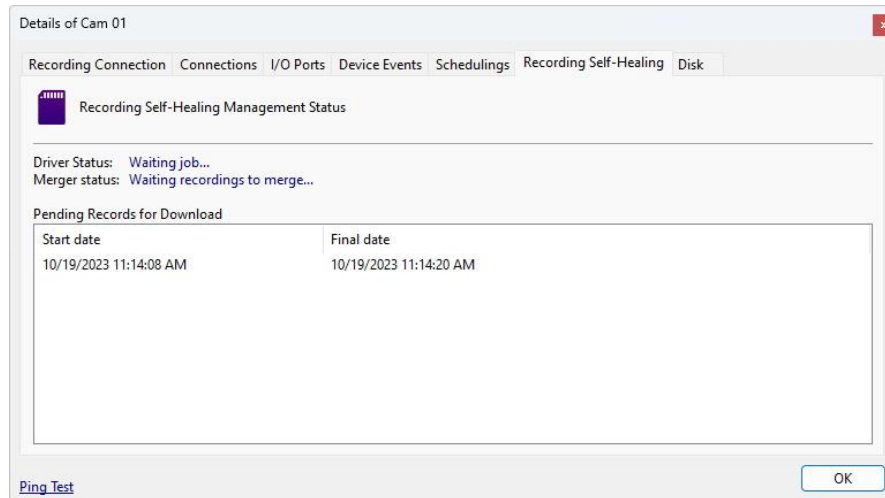 Details of Cam 01
Recording Connection Connections I/O Ports Device Events Schedulings Recording Self-Healing Disk
Recording Self-Healing Management Status
Driver Status: Waiting job...
Merger status: Waiting recordings to merge...
Pending Records for Download
Start date Final date
10/19/2023 11:14:08 AM 10/19/2023 11:14:20 AM
Ping Test OK